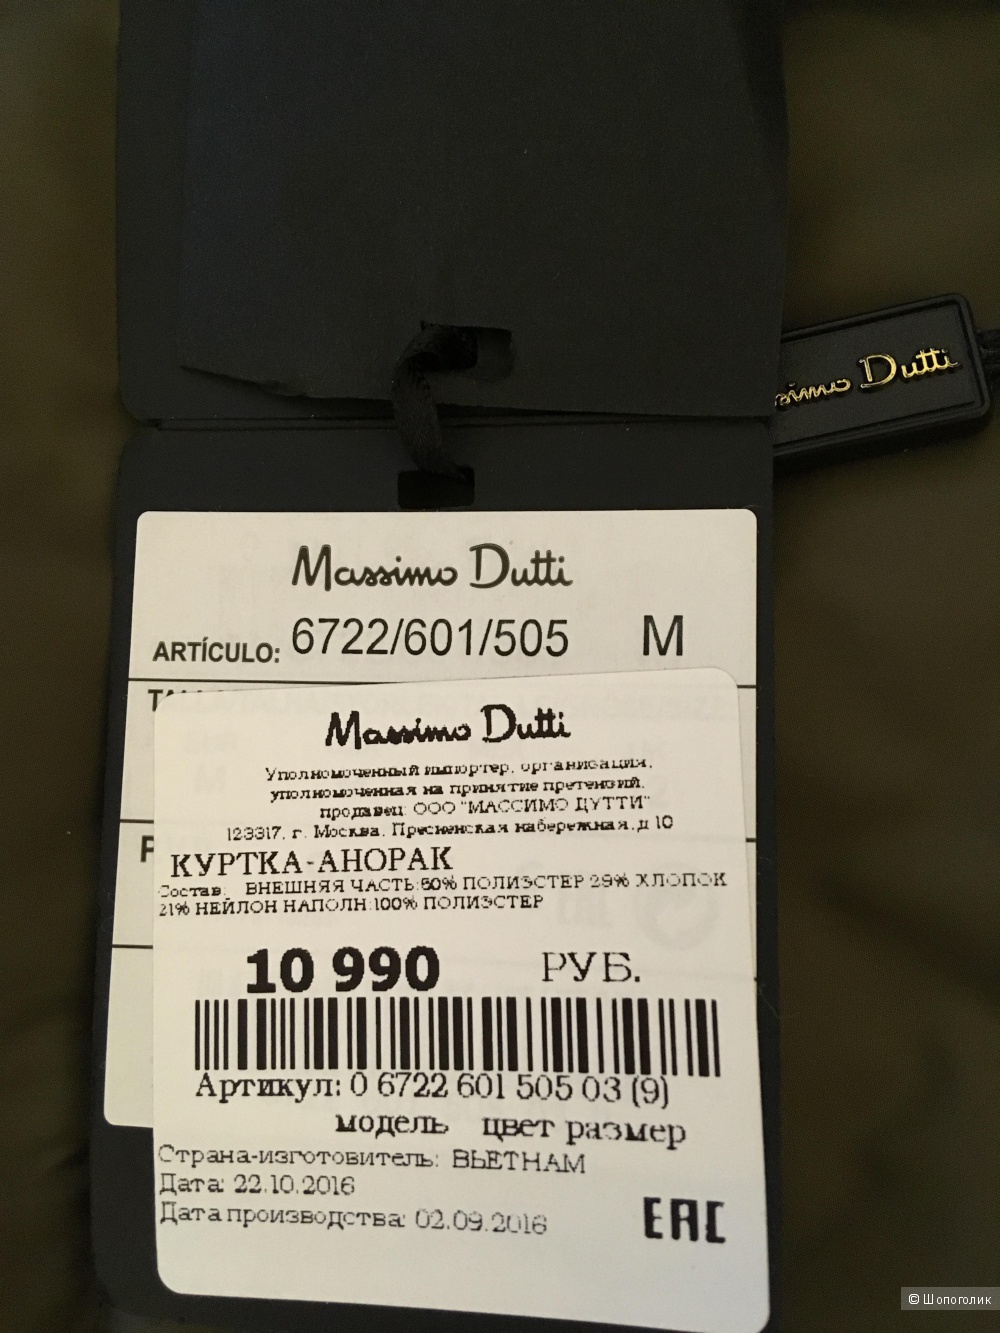 ssimo Dutti
Massimo Dutti
ARTÍCULO: 6722/601/505 M
Massimo Dutti
Уполномоченный импортер, организация,
уполномоченная на принятие претензий,
продавец: ООО "МАССИМО ДУТТИ"
123317, г. Москва, Пресненская набережная,д 10
КУРТКА-АНОРАК
Состав: ВНЕШНЯЯ ЧАСТЬ:50% ПОЛИЭСТЕР 29% ХЛОПОК
21% НЕЙЛОН НАПОЛН:100% ПОЛИЭСТЕР
10 990 РУБ.
Артикул: 0 6722 601 505 03 (9)
модель цвет размер
Страна-изготовитель: ВЬЕТНАМ
Дата: 22.10.2016
Дата производства: 02.09.2016
EAC
© Шопоголик